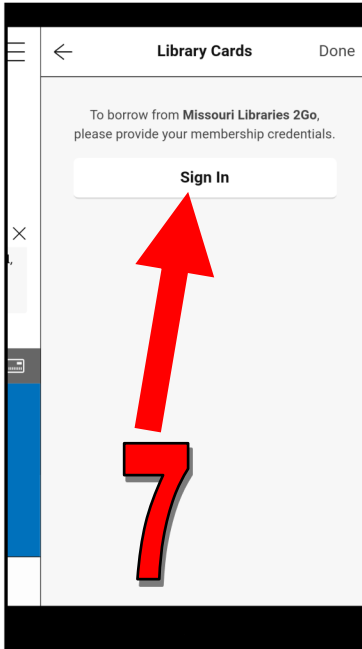 Library Cards Done
To borrow from Missouri Libraries 2Go,
please provide your membership credentials.
Sign In
7